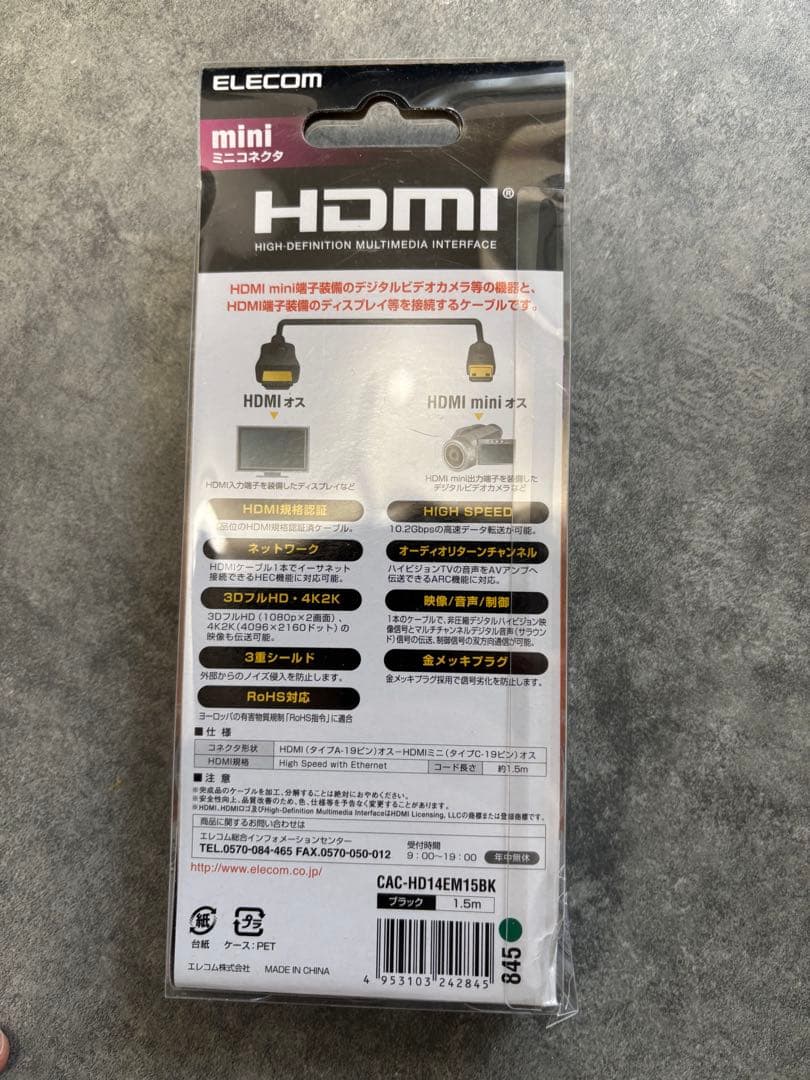 ELECOM
mini
ミニコネクタ
HDMI®
HIGH-DEFINITION MULTIMEDIA INTERFACE
HDMI mini端子装備のデジタルビデオカメラ等の機器と、
HDMI端子装備のディスプレイ等を接続するケーブルです。
HDMI オス
HDMI mini オス
HDMI入力端子を装備したディスプレイなど
HDMI mini出力端子を装備した
デジタルビデオカメラなど
HDMI規格認証
品位のHDMI規格認証済ケーブル。
HIGH SPEED
10.2Gbpsの高速データ転送が可能。
ネットワーク
HDMIケーブル1本でイーサネット
接続できるHEC機能に対応可能。
オーディオリターンチャンネル
ハイビジョンTVの音声をAVアンプへ
伝送できるARC機能に対応。
3DフルHD・4K2K
3DフルHD(1080p×2画面)、
4K2K(4096×2160ドット)の
映像も伝送可能。
映像/音声/制御
1本のケーブルで、非圧縮デジタルハイビジョン映
像信号とマルチチャンネルデジタル音声(サラウン
ド)信号の伝送、制御信号の双方向通信が可能。
3重シールド
外部からのノイズ侵入を防止します。
金メッキプラグ
金メッキプラグ採用で信号劣化を防止します。
RoHS対応
ヨーロッパの有害物質規制「RoHS指令」に適合
■仕様
コネクタ形状 HDMI(タイプA-19ピン)オス−HDMIミニ(タイプC-19ピン)オス
HDMI規格 High Speed with Ethernet コード長さ 約1.5m
■注意
※完成品のケーブルを加工、分解することは絶対におやめください。
※安全性向上、品質改善のため、色、仕様等を予告なく変更することがあります。
※HDMI、HDMIロゴ及びHigh-Definition Multimedia InterfaceはHDMI Licensing, LLCの商標または登録商標です。
商品に関するお問い合わせは
エレコム総合インフォメーションセンター
TEL.0570-084-465 FAX.0570-050-012
受付時間
9:00〜19:00 年中無休
http://www.elecom.co.jp/
CAC-HD14EM15BK
ブラック 1.5m
紙
台紙
プラ
ケース:PET
エレコム株式会社 MADE IN CHINA
4 953103 242845
845